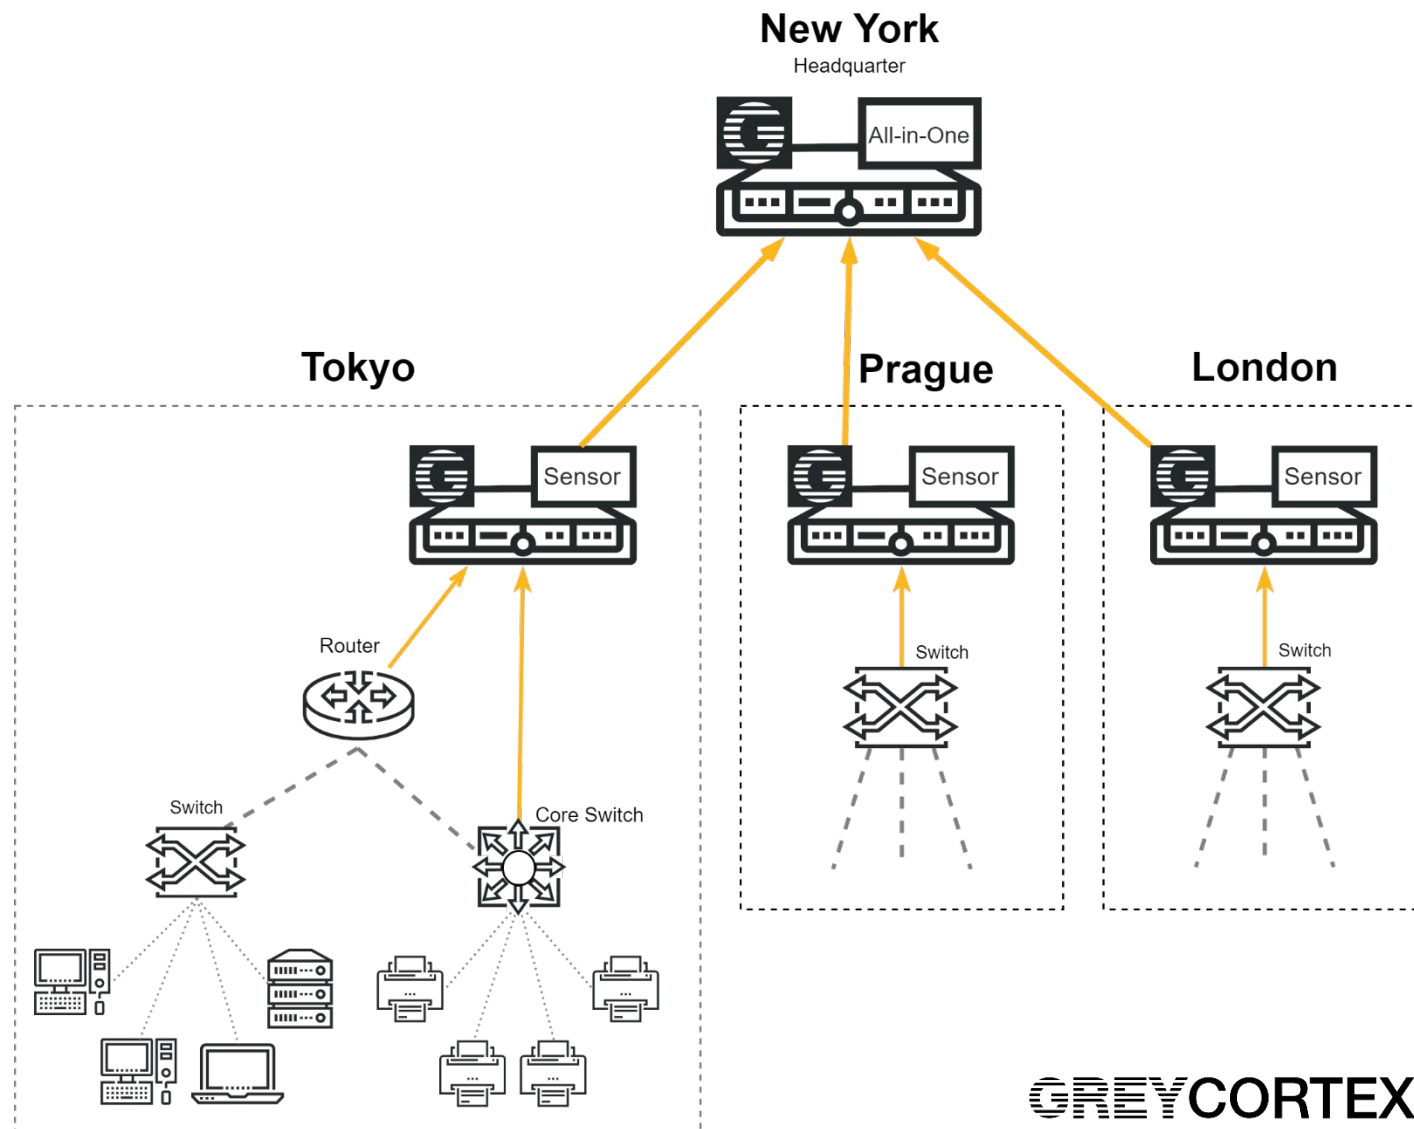 New York
Headquarter
All-in-One
Tokyo
Prague
London
Sensor
Sensor
Sensor
Router
Switch
Switch
Switch
Core Switch
GREYCORTEX